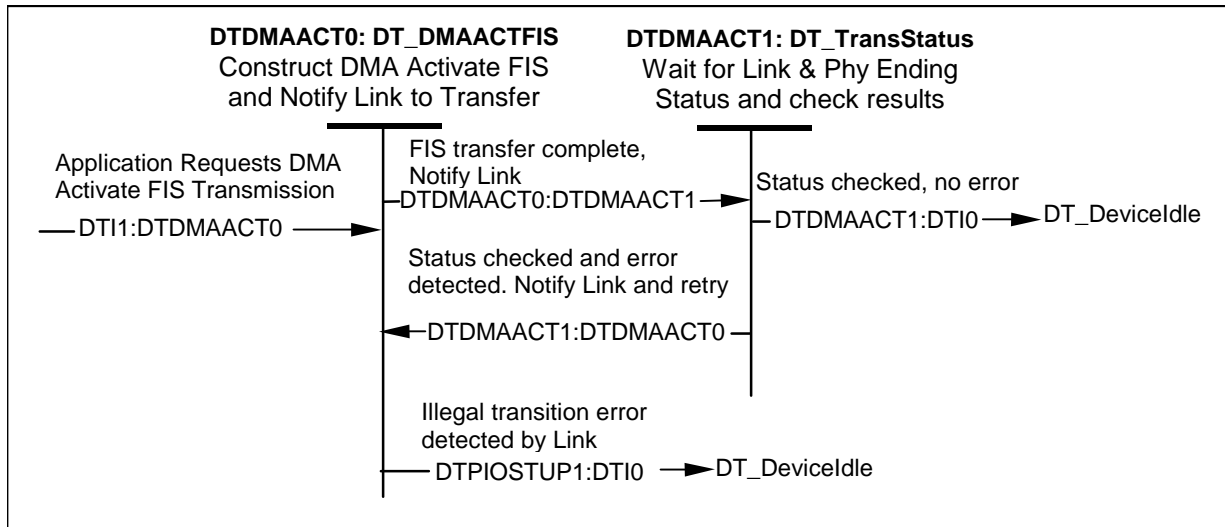 DTDMAACT0: DT_DMAACTFIS
Construct DMA Activate FIS
and Notify Link to Transfer
DTDMAACT1: DT_TransStatus
Wait for Link & Phy Ending
Status and check results
Application Requests DMA
Activate FIS Transmission
DTI1:DTDMAACT0
FIS transfer complete,
Notify Link
DTDMAACT0:DTDMAACT1
Status checked, no error
DTDMAACT1:DTI0
DT_DeviceIdle
Status checked and error
detected. Notify Link and retry
DTDMAACT1:DTDMAACT0
Illegal transition error
detected by Link
DTPIOSTUP1:DTI0
DT_DeviceIdle